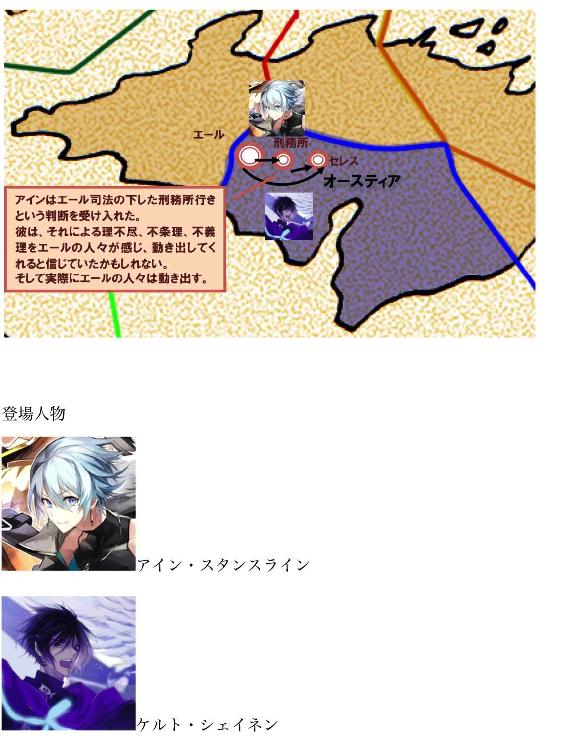 エール
刑務所
セレス
オースティア
アインはエール司法の下した刑務所行き
という判断を受け入れた。
彼は、それによる理不尽、不条理、不義
理をエールの人々が感じ、動き出してく
れると信じていたかもしれない。
そして実際にエールの人々は動き出す。
登場人物
アイン・スタンスライン
ケルト・シェイネン